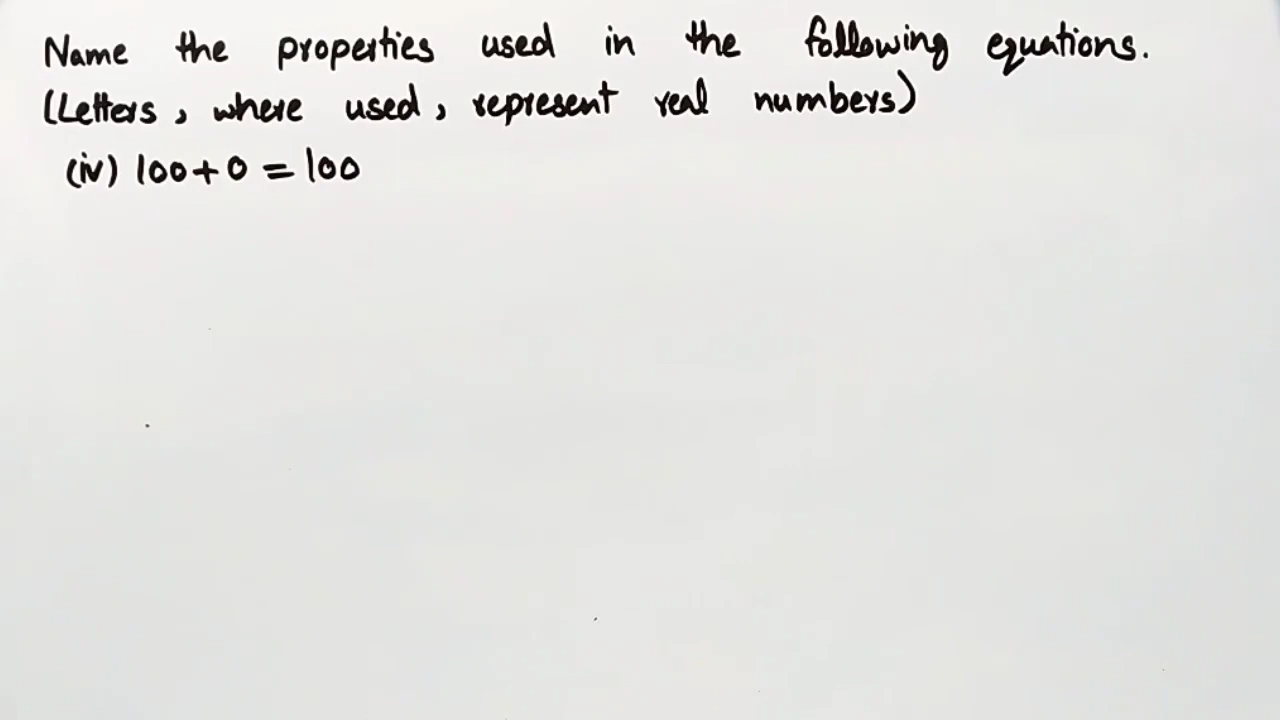 Name the properties used in the following equations.
(Letters, where used, represent real numbers)
(iv) 100 + 0 = 100